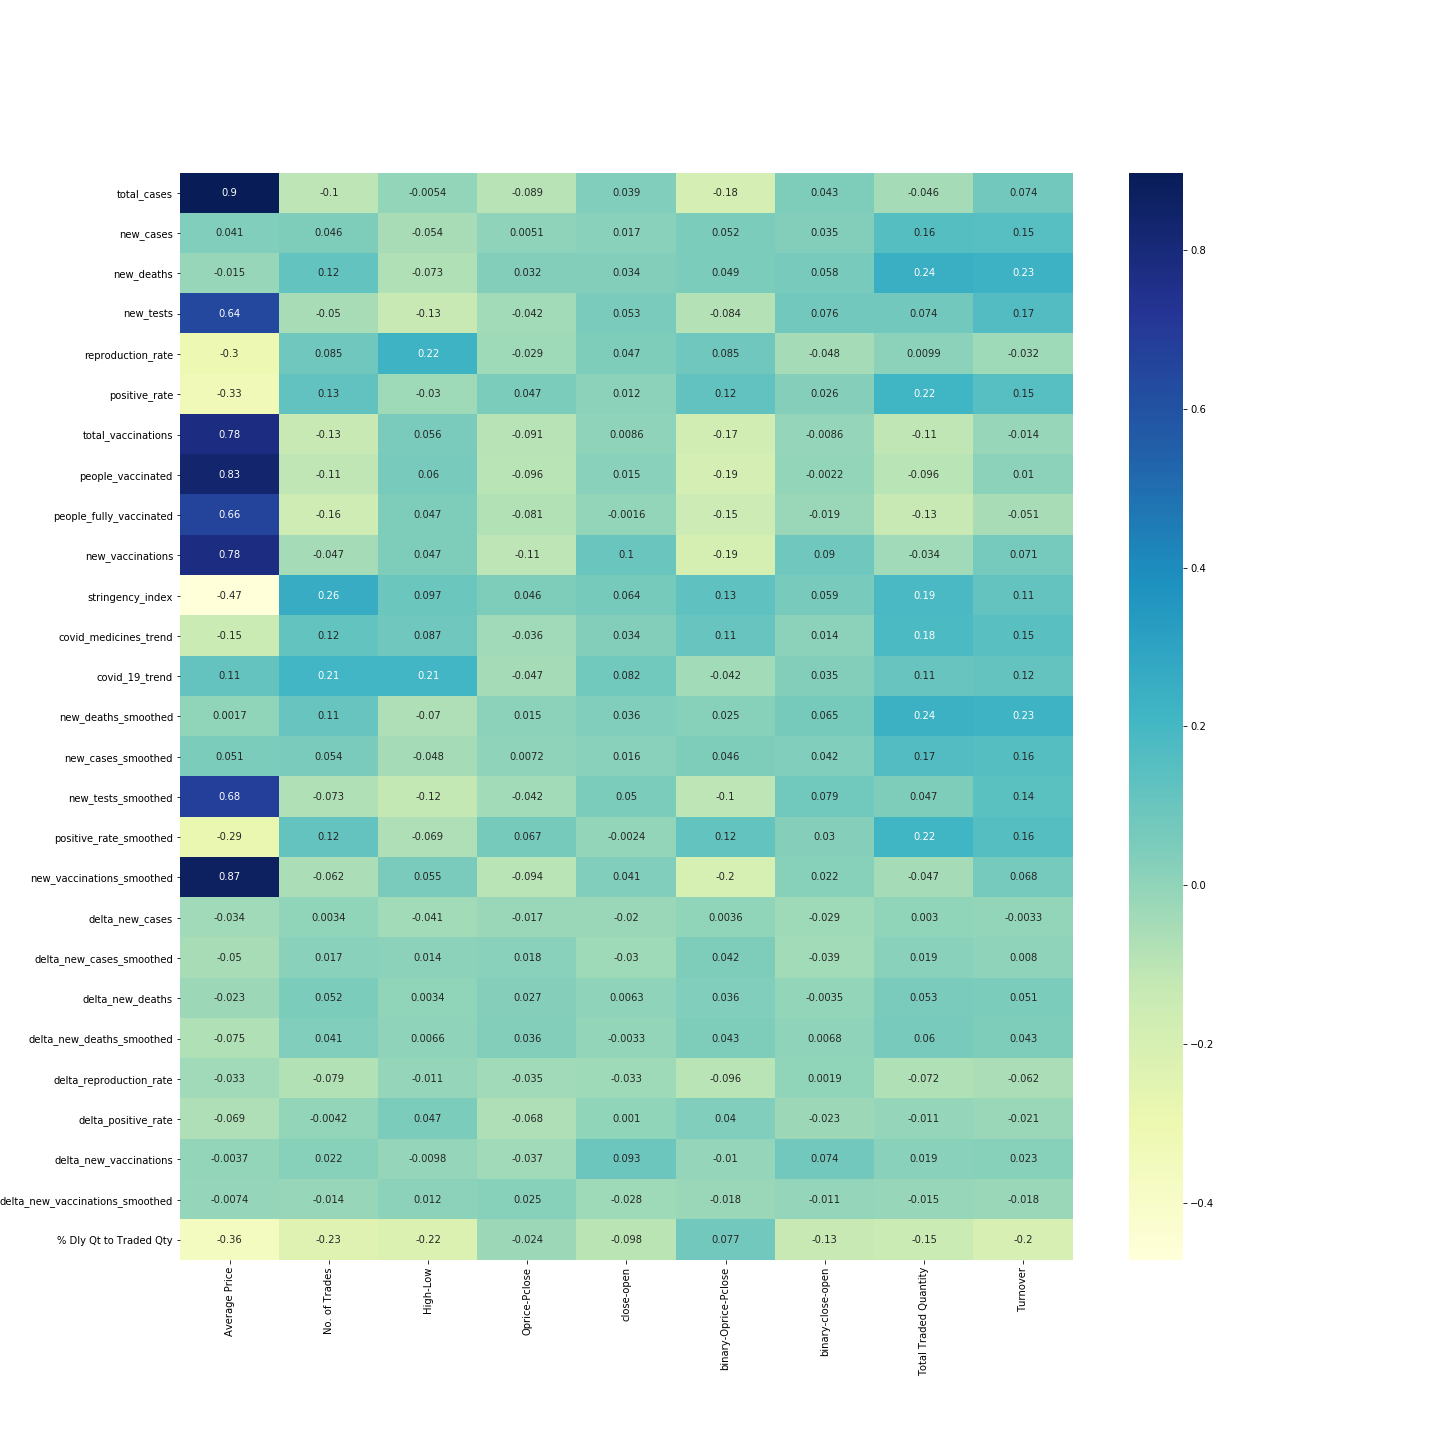 total_cases 0.9 -0.1 -0.0054 -0.089 0.039 -0.18 0.043 -0.046 0.074
new_cases 0.041 0.046 -0.054 0.0051 0.017 0.052 0.035 0.16 0.15
0.8
new_deaths -0.015 0.12 -0.073 0.032 0.034 0.049 0.058 0.24 0.23
new_tests 0.64 -0.05 -0.13 -0.042 0.053 -0.084 0.076 0.074 0.17
reproduction_rate -0.3 0.085 0.22 -0.029 0.047 0.085 -0.048 0.0099 -0.032
positive_rate -0.33 0.13 -0.03 0.047 0.012 0.12 0.026 0.22 0.15
0.6
total_vaccinations 0.78 -0.13 0.056 -0.091 0.0086 -0.17 -0.0086 -0.11 -0.014
people_vaccinated 0.83 -0.11 0.06 -0.096 0.015 -0.19 -0.0022 -0.096 0.01
people_fully_vaccinated 0.66 -0.16 0.047 -0.081 -0.0016 -0.15 -0.019 -0.13 -0.051
new_vaccinations 0.78 -0.047 0.047 -0.11 0.1 -0.19 0.09 -0.034 0.071
0.4
stringency_index -0.47 0.26 0.097 0.046 0.064 0.13 0.059 0.19 0.11
covid_medicines_trend -0.15 0.12 0.087 -0.036 0.034 0.11 0.014 0.18 0.15
covid_19_trend 0.11 0.21 0.21 -0.047 0.082 -0.042 0.035 0.11 0.12
new_deaths_smoothed 0.0017 0.11 -0.07 0.015 0.036 0.025 0.065 0.24 0.23
0.2
new_cases_smoothed 0.051 0.054 -0.048 0.0072 0.016 0.046 0.042 0.17 0.16
new_tests_smoothed 0.68 -0.073 -0.12 -0.042 0.05 -0.1 0.079 0.047 0.14
positive_rate_smoothed -0.29 0.12 -0.069 0.067 -0.0024 0.12 0.03 0.22 0.16
new_vaccinations_smoothed 0.87 -0.062 0.055 -0.094 0.041 -0.2 0.022 -0.047 0.068
0.0
delta_new_cases -0.034 0.0034 -0.041 -0.017 -0.02 0.0036 -0.029 0.003 -0.0033
delta_new_cases_smoothed -0.05 0.017 0.014 0.018 -0.03 0.042 -0.039 0.019 0.008
delta_new_deaths -0.023 0.052 0.0034 0.027 0.0063 0.036 -0.0035 0.053 0.051
delta_new_deaths_smoothed -0.075 0.041 0.0066 0.036 -0.0033 0.043 0.0068 0.06 0.043
−0.2
delta_reproduction_rate -0.033 -0.079 -0.011 -0.035 -0.033 -0.096 0.0019 -0.072 -0.062
delta_positive_rate -0.069 -0.0042 0.047 -0.068 0.001 0.04 -0.023 -0.011 -0.021
delta_new_vaccinations -0.0037 0.022 -0.0098 -0.037 0.093 -0.01 0.074 0.019 0.023
delta_new_vaccinations_smoothed -0.0074 -0.014 0.012 0.025 -0.028 -0.018 -0.011 -0.015 -0.018
−0.4
% Dly Qt to Traded Qty -0.36 -0.23 -0.22 -0.024 -0.098 0.077 -0.13 -0.15 -0.2
Average Price
No. of Trades
High-Low
Oprice-Pclose
close-open
binary-Oprice-Pclose
binary-close-open
Total Traded Quantity
Turnover